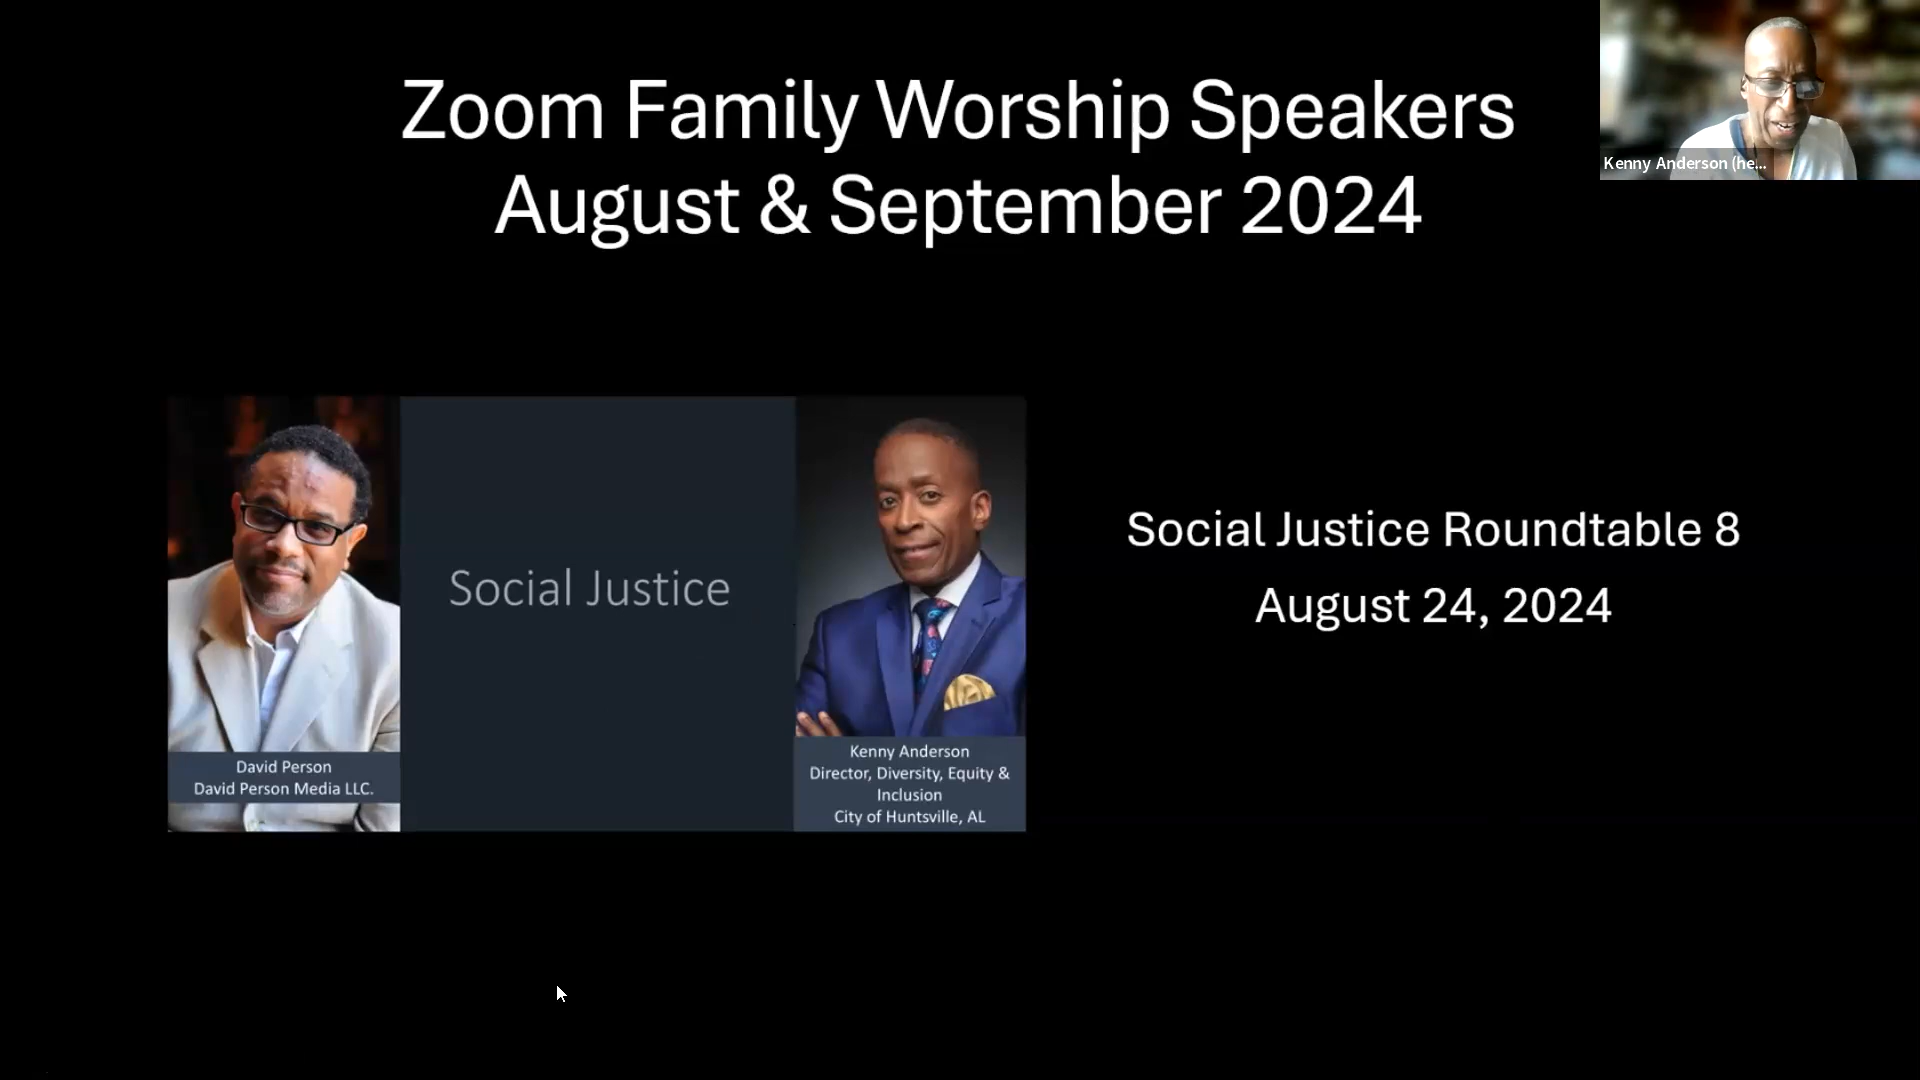 Zoom Family Worship Speakers
August & September 2024
Kenny Anderson (he...
Social Justice
David Person
David Person Media LLC.
Kenny Anderson
Director, Diversity, Equity &
Inclusion
City of Huntsville, AL
Social Justice Roundtable 8
August 24, 2024